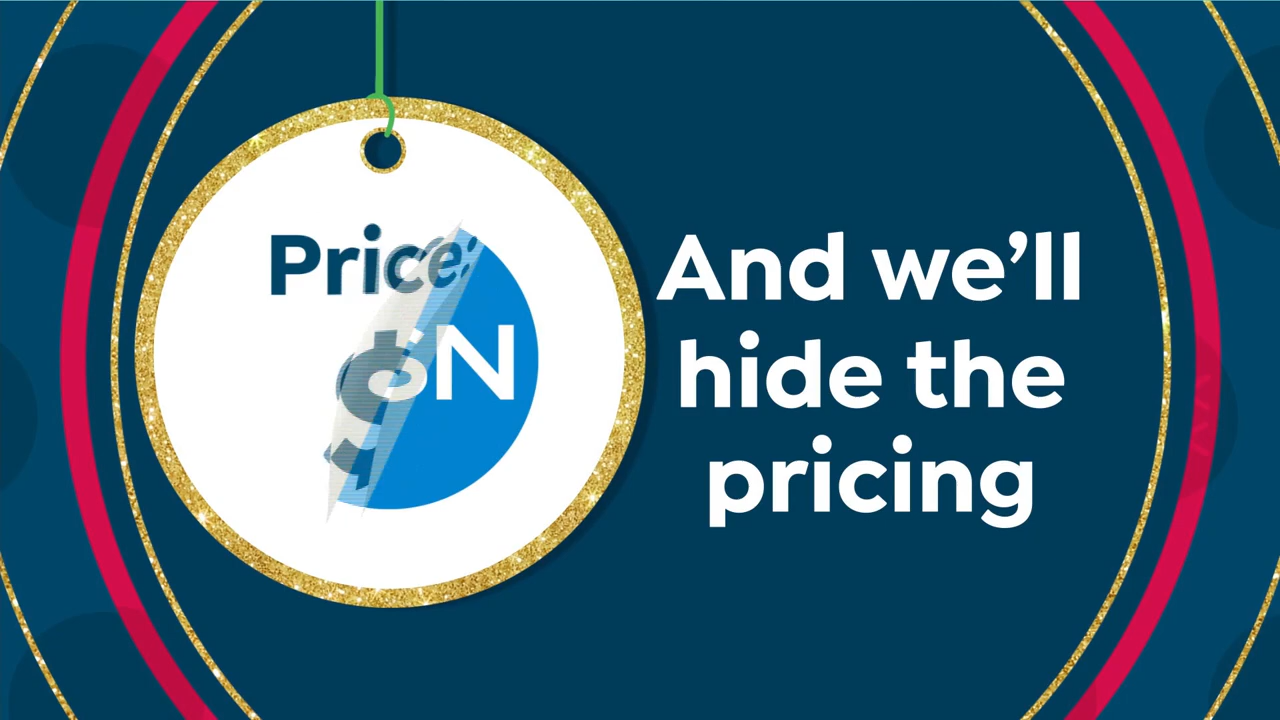 Price:
$
N
And we'll
hide the
pricing